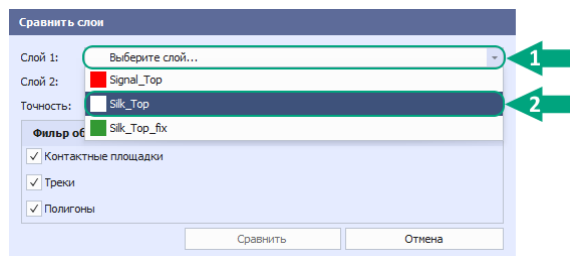 Сравнить слои
Слой 1: Выберите слой... 1
Слой 2: Signal_Top
Точность: Silk_Top 2
Фильр об Silk_Top_fix
Контактные площадки
Треки
Полигоны
Сравнить Отмена